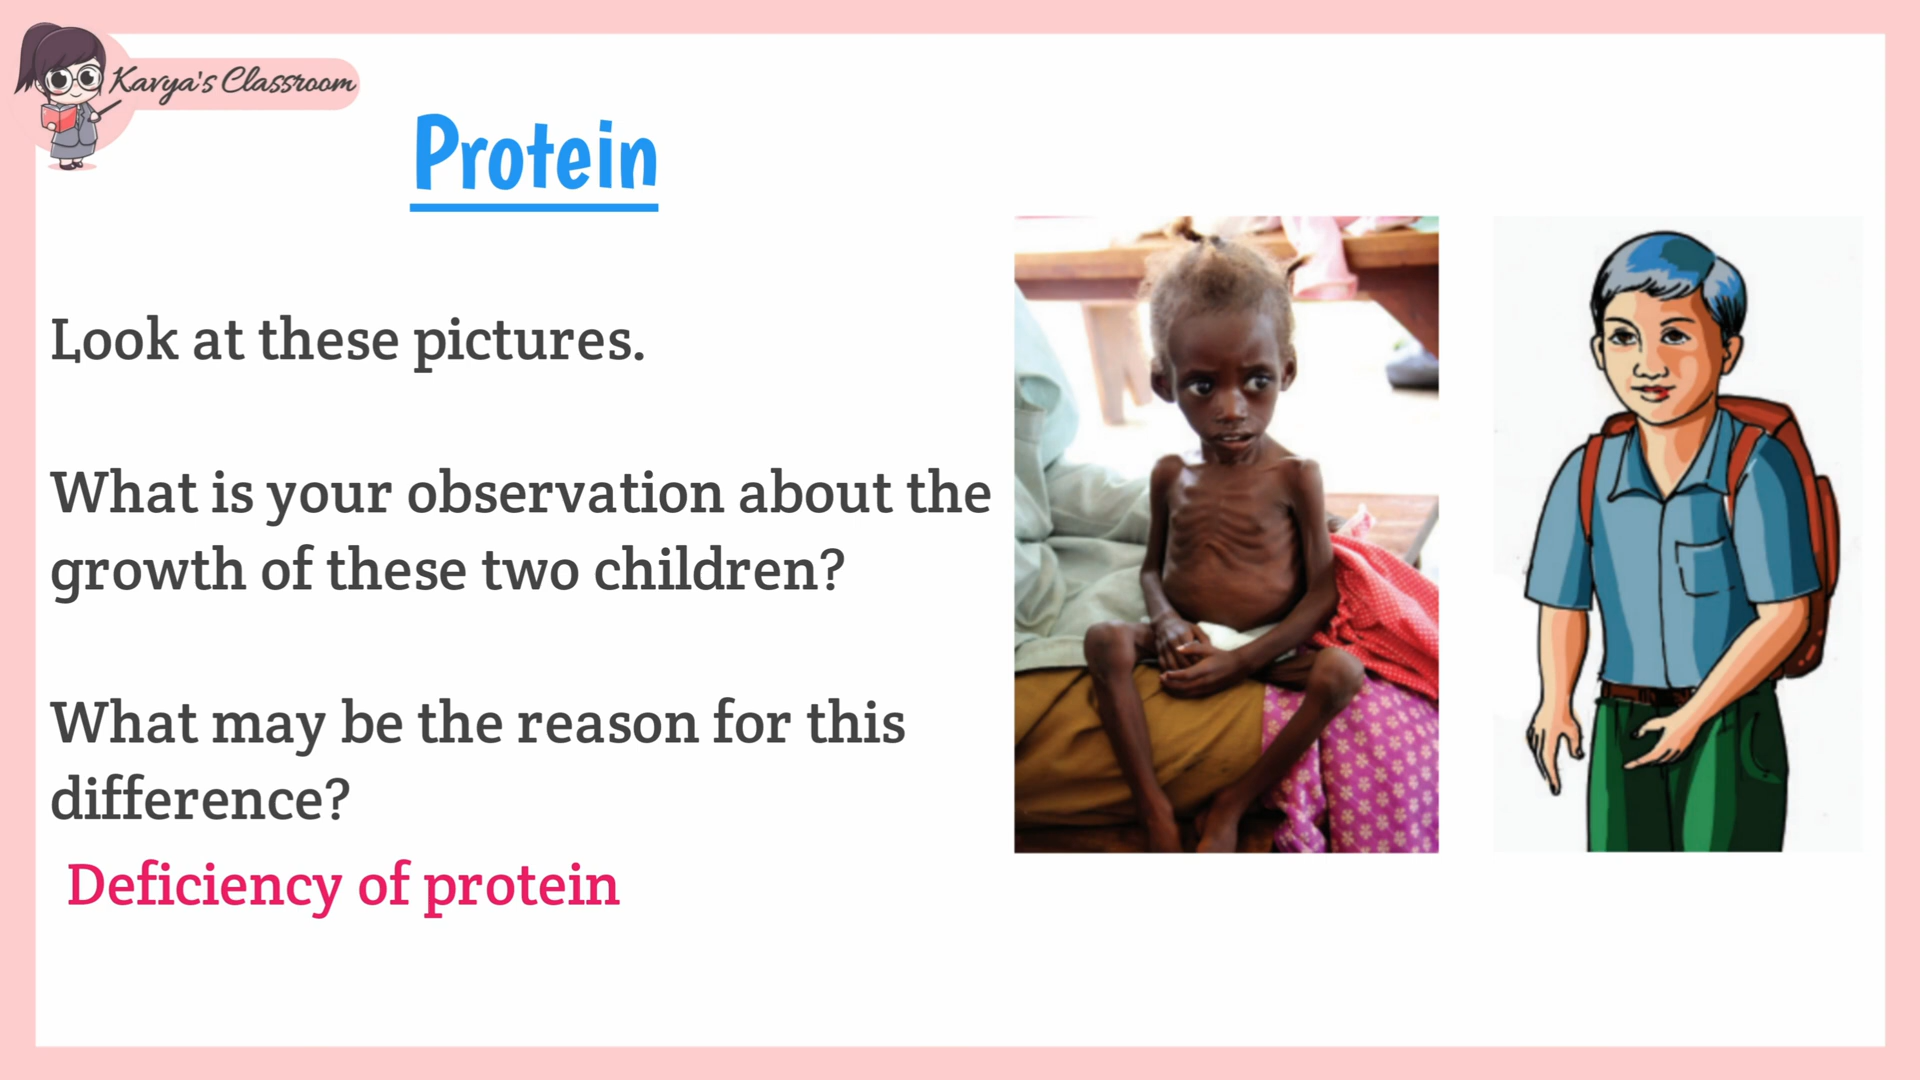 Kavya's Classroom
Protein
Look at these pictures.
What is your observation about the
growth of these two children?
What may be the reason for this
difference?
Deficiency of protein